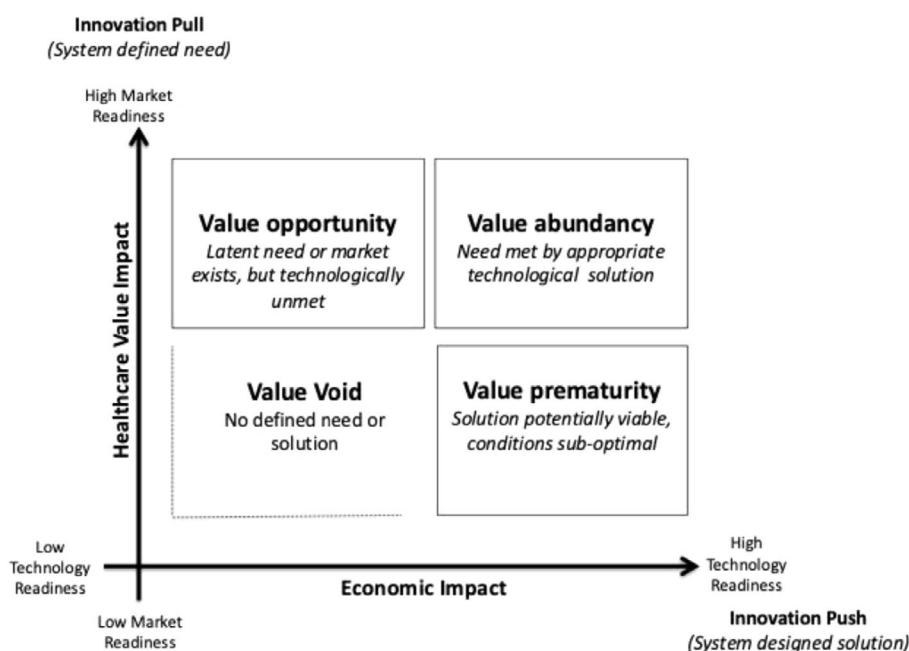 Innovation Pull
(System defined need)
High Market
Readiness
Healthcare Value Impact
Value opportunity
Latent need or market
exists, but technologically
unmet
Value abundancy
Need met by appropriate
technological solution
Value Void
No defined need or
solution
Value prematurity
Solution potentially viable,
conditions sub-optimal
Low
Technology
Readiness
Economic Impact
High
Technology
Readiness
Low Market
Readiness
Innovation Push
(System designed solution)